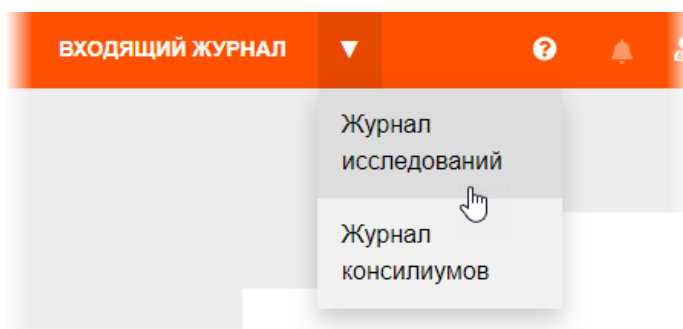 ВХОДЯЩИЙ ЖУРНАЛ
Журнал
исследований
Журнал
консилиумов